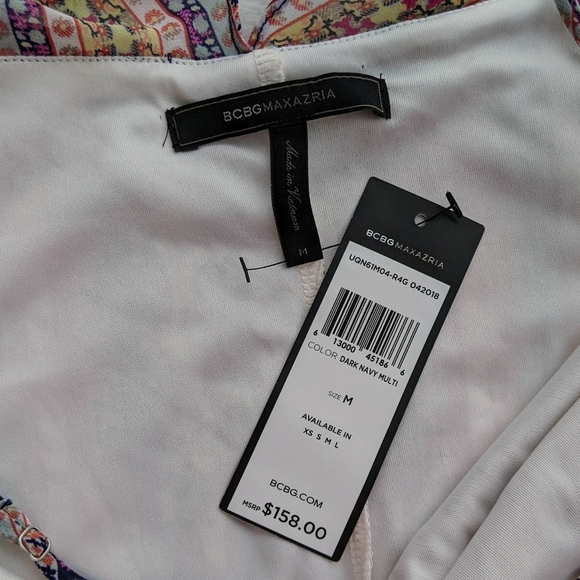 BCBGMAXAZRIA
Made in Vietnam
M
BCBGMAXAZRIA
UQN61M04-R4G 042018
6 13000 45186 6
COLOR DARK NAVY MULTI
SIZE M
AVAILABLE IN
XS S M L
BCBG.COM
MSRP $158.00